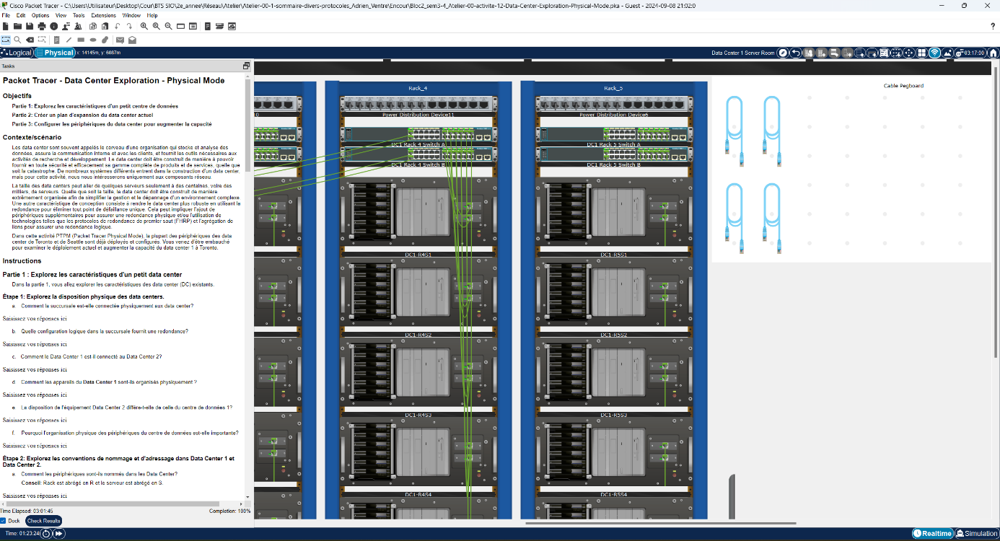 Cisco Packet Tracer - C:\Users\Utilisateur\Desktop\Cour\BTS SIO\2e_annee\Réseau\Atelier\Atelier-00-1-sommaire-divers-protocoles_Adrien_Ventre\Encour\Bloc2_sem3-4_Atelier-00-activite-12-Data-Center-Exploration-Physical-Mode.pka - Guest - 2024-09-08 21:02:0
File Edit Options View Tools Extensions Window Help
Logical Physical x: 14145m, y: 6067m
Data Center 1 Server Room
03:17:00
Tasks
Packet Tracer - Data Center Exploration - Physical Mode
Objectifs
Partie 1: Explorez les caractéristiques d'un petit centre de données
Partie 2: Créer un plan d'expansion du data center actuel
Partie 3: Configurer les périphériques du data center pour augmenter la capacité
Contexte/scénario
Les data center sont souvent appelés le cerveau d'une organisation qui stocke et analyse des
données, assure la communication interne et avec les clients, et fournit les outils nécessaires aux
activités de recherche et développement. Le data center doit être construit de manière à pouvoir
fournir en toute sécurité et efficacement sa gamme complète de produits et de services, quelle que
soit la catastrophe. De nombreux systèmes différents entrent dans la construction d'un data center,
mais pour cette activité, nous nous intéresserons uniquement aux composants réseau.
La taille des data centers peut aller de quelques serveurs seulement à des centaines, voire des
milliers, de serveurs. Quelle que soit la taille, le data center doit être construit de manière
extrêmement organisée afin de simplifier la gestion et le dépannage d'un environnement complexe.
Une autre caractéristique de conception consiste à rendre le data center plus robuste en utilisant la
redondance pour éliminer tout point de défaillance unique. Cela peut impliquer l'ajout de
périphériques supplémentaires pour assurer une redondance physique et/ou l'utilisation de
technologies telles que les protocoles de redondance de premier saut (FHRP) et l'agrégation de
liens pour assurer une redondance logique.
Dans cette activité PTPM (Packet Tracer Physical Mode), la plupart des périphériques des data
center de Toronto et de Seattle sont déjà déployés et configurés. Vous venez d'être embauché
pour examiner le déploiement actuel et augmenter la capacité du data center 1 à Toronto.
Instructions
Partie 1 : Explorez les caractéristiques d'un petit data center
Dans la partie 1, vous allez explorer les caractéristiques des data center (DC) existants.
Étape 1: Explorez la disposition physique des data centers.
a Comment la succursale est-elle connectée physiquement aux data center?
Saisissez vos réponses ici
b. Quelle configuration logique dans la succursale fournit une redondance?
Saisissez vos réponses ici
c. Comment le Data Center 1 est-il connecté au Data Center 2?
Saisissez vos réponses ici
d Comment les appareils du Data Center 1 sont-ils organisés physiquement ?
Saisissez vos réponses ici
e La disposition de l'équipement Data Center 2 diffère-t-elle de celle du centre de données 1?
Saisissez vos réponses ici
f. Pourquoi l'organisation physique des périphériques du centre de données est-elle importante?
Saisissez vos réponses ici
Étape 2: Explorez les conventions de nommage et d'adressage dans Data Center 1 et
Data Center 2.
a Comment les périphériques sont-ils nommés dans les Data Center?
Conseil: Rack est abrégé en R et le serveur est abrégé en S.
Saisissez vos réponses ici
Time Elapsed: 03:01:45 Completion: 100%
Dock Check Results
Time: 01:23:24
Rack_4
Power Distribution Device11
DC1 Rack 4 Switch A
DC1 Rack 4 Switch B
DC1-R4S1
DC1-R4S2
DC1-R4S3
DC1-R4S4
Rack_5
Power Distribution Device6
DC1 Rack 5 Switch A
DC1 Rack 5 Switch B
DC1-R5S1
DC1-R5S2
DC1-R5S3
DC1-R5S4
Cable Pegboard
Realtime Simulation